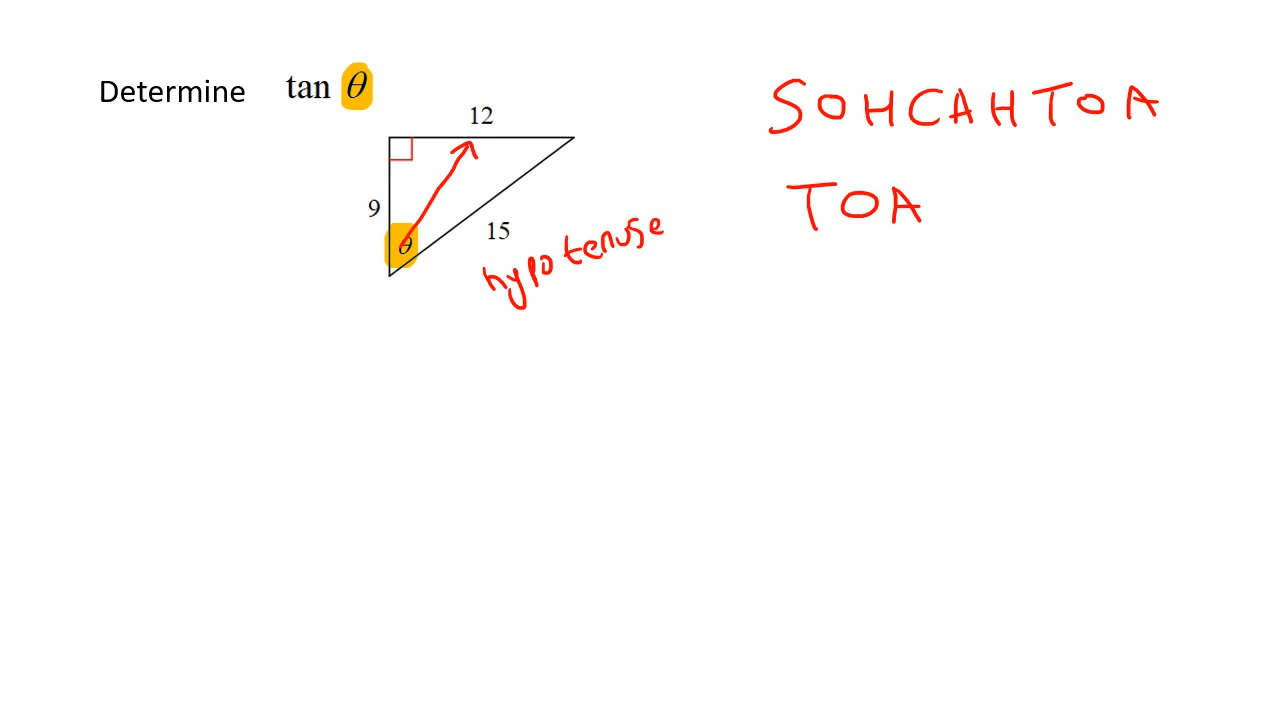 Determine tan θ
SOHCAHTOA
12
TOA
9
15
θ
hypotenuse